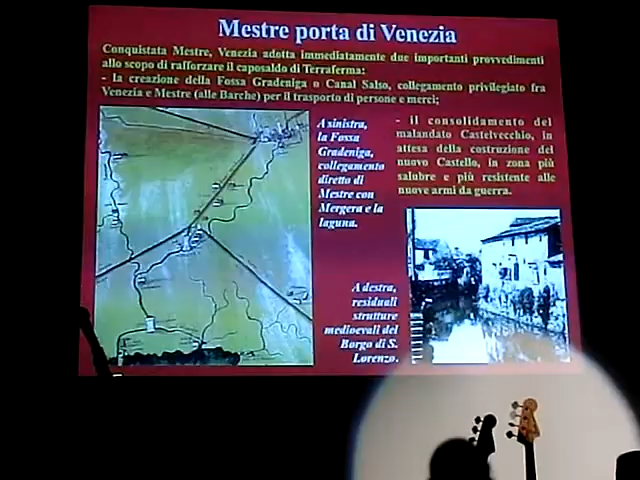 Mestre porta di Venezia
Conquistata Mestre, Venezia adotta immediatamente due importanti provvedimenti
allo scopo di rafforzare il caposaldo di Terraferma:
- la creazione della Fossa Gradeniga o Canal Salso, collegamento privilegiato fra
Venezia e Mestre (alle Barche) per il trasporto di persone e merci;
A sinistra,
la Fossa
Gradeniga,
collegamento
diretto di
Mestre con
Mergera e la
laguna.
- il consolidamento del
malandato Castelvecchio, in
attesa della costruzione del
nuovo Castello, in zona più
salubre e più resistente alle
nuove armi da guerra.
A destra,
residuali
strutture
medioevali del
Borgo di S.
Lorenzo.